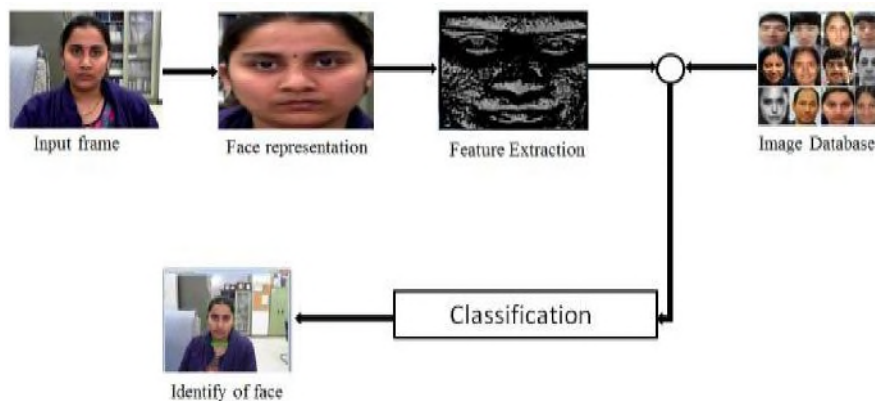 Input frame
Face representation
Feature Extraction
Image Database
Classification
Identify of face